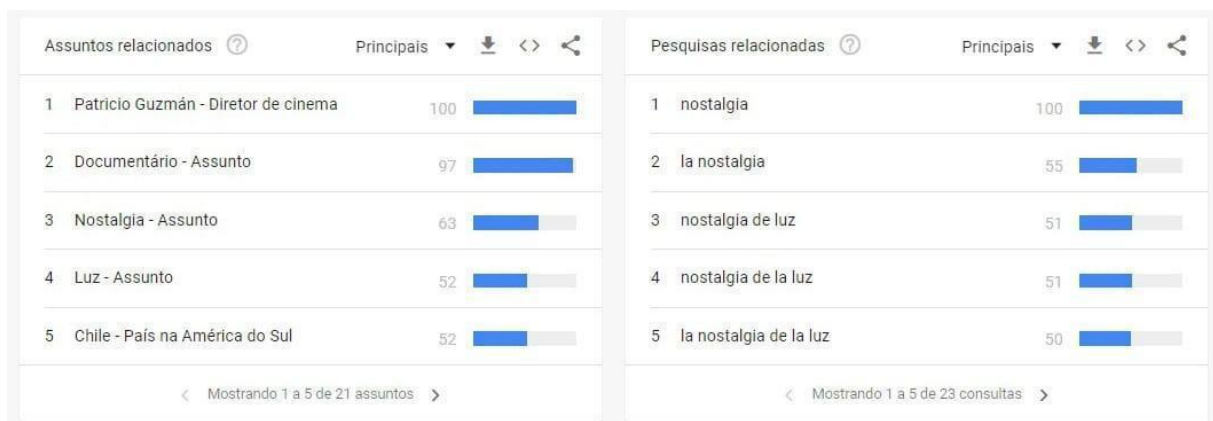 Assuntos relacionados ? Principais <>
1 Patricio Guzmán - Diretor de cinema 100
2 Documentário - Assunto 97
3 Nostalgia - Assunto 63
4 Luz - Assunto 52
5 Chile - País na América do Sul 52
< Mostrando 1 a 5 de 21 assuntos >
Pesquisas relacionadas ? Principais <>
1 nostalgia 100
2 la nostalgia 55
3 nostalgia de luz 51
4 nostalgia de la luz 51
5 la nostalgia de la luz 50
< Mostrando 1 a 5 de 23 consultas >